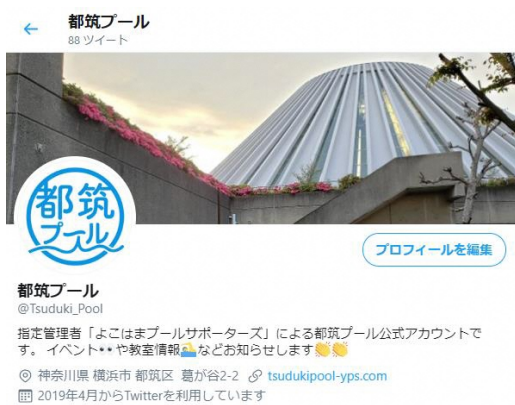 都筑プール
88 ツイート
都筑
プール
プロフィールを編集
都筑プール
@Tsuduki_Pool
指定管理者「よこはまプールサポーターズ」による都筑プール公式アカウントで
す。イベント👀や教室情報🏊などお知らせします👏👏
神奈川県 横浜市 都筑区 葛が谷2-2 tsudukipool-yps.com
2019年4月からTwitterを利用しています